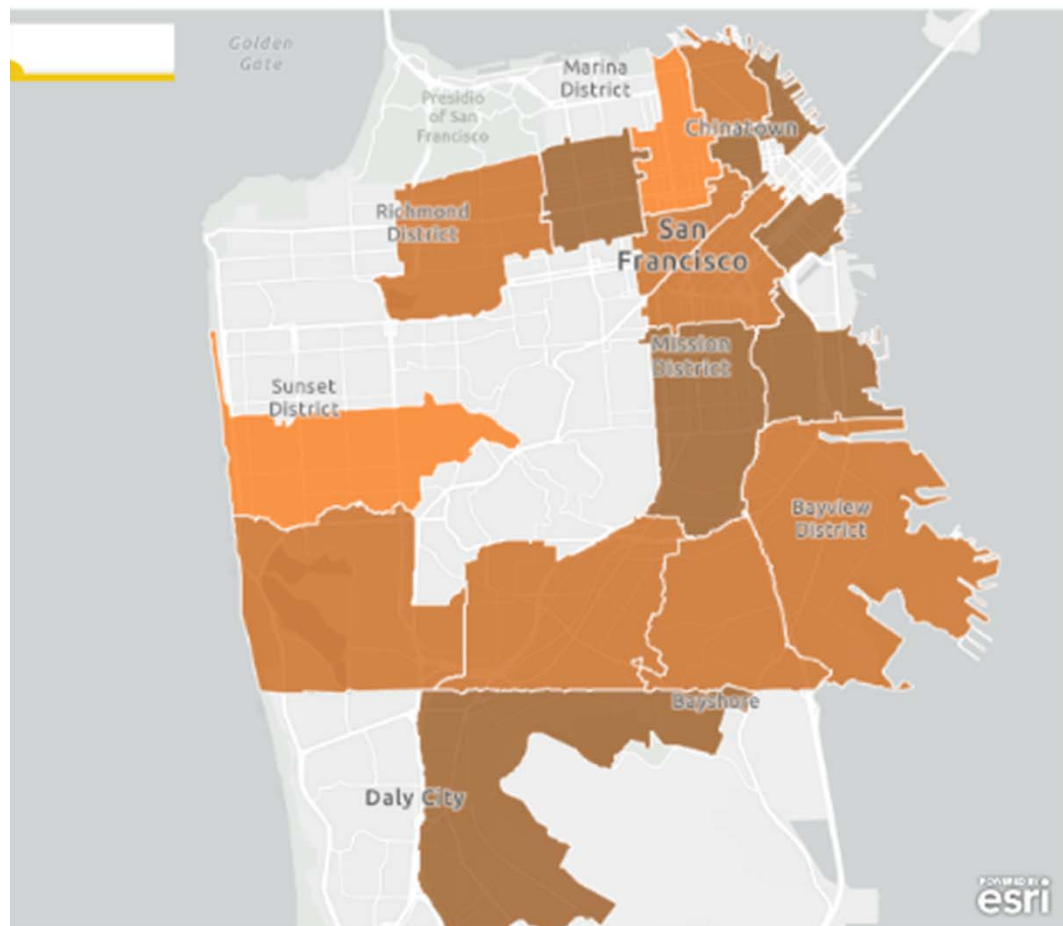 Golden
Gate
Marina
District
Presidio
of San
Francisco
Chinatown
Richmond
District
San
Francisco
Mission
District
Sunset
District
Bayview
District
Bayshore
Daly City
POWERED BY
esri